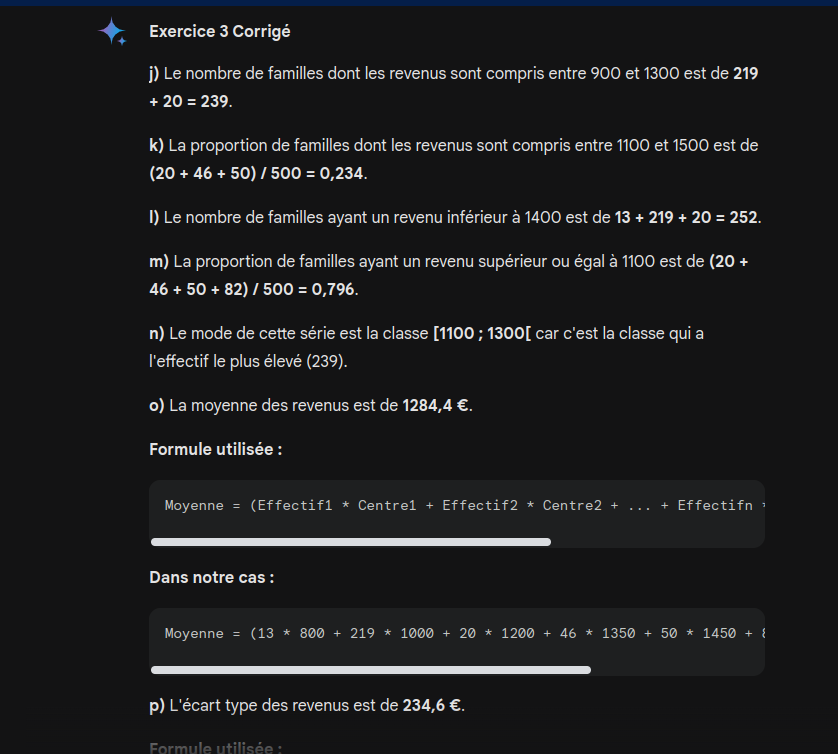 Exercice 3 Corrigé
j) Le nombre de familles dont les revenus sont compris entre 900 et 1300 est de 219
+ 20 = 239.
k) La proportion de familles dont les revenus sont compris entre 1100 et 1500 est de
(20 + 46 + 50) / 500 = 0,234.
l) Le nombre de familles ayant un revenu inférieur à 1400 est de 13 + 219 + 20 = 252.
m) La proportion de familles ayant un revenu supérieur ou égal à 1100 est de (20 +
46 + 50 + 82) / 500 = 0,796.
n) Le mode de cette série est la classe [1100 ; 1300[ car c'est la classe qui a
l'effectif le plus élevé (239).
o) La moyenne des revenus est de 1284,4 €.
Formule utilisée :
Moyenne = (Effectif1 * Centre1 + Effectif2 * Centre2 + ... + Effectifn *
Dans notre cas :
Moyenne = (13 * 800 + 219 * 1000 + 20 * 1200 + 46 * 1350 + 50 * 1450 +
p) L'écart type des revenus est de 234,6 €.
Formule utilisée :